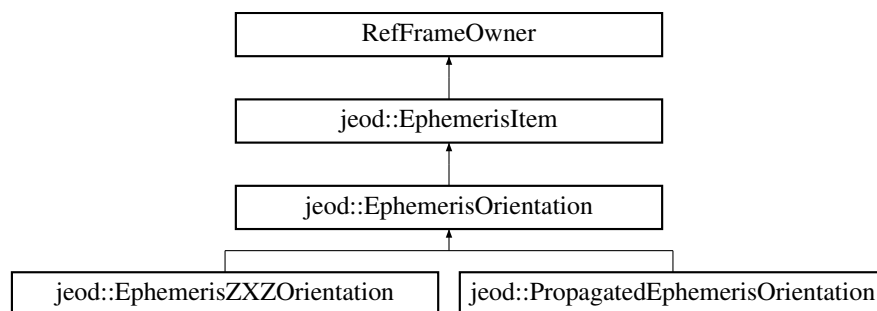 RefFrameOwner
jeod::EphemerisItem
jeod::EphemerisOrientation
jeod::EphemerisZXZOrientation
jeod::PropagatedEphemerisOrientation